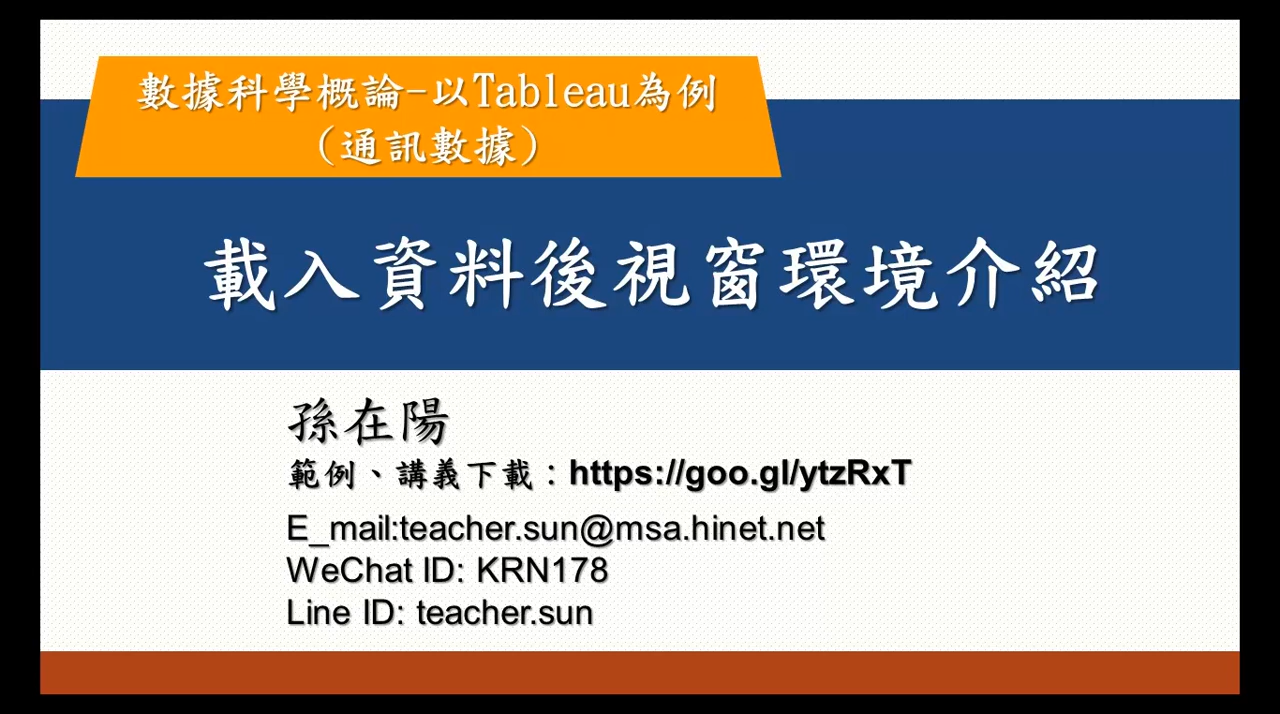 數據科學概論-以Tableau為例
(通訊數據)
載入資料後視窗環境介紹
孫在陽
範例、講義下載：https://goo.gl/ytzRxT
E_mail:teacher.sun@msa.hinet.net
WeChat ID: KRN178
Line ID: teacher.sun